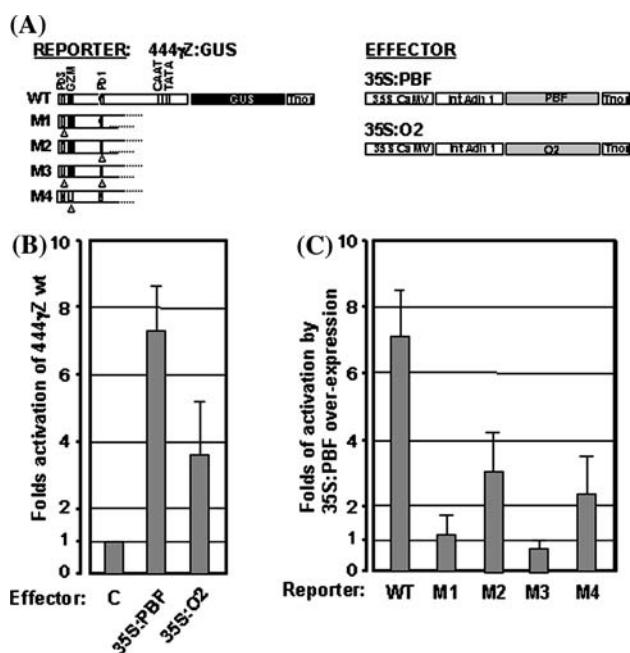 (A)
REPORTER: 444γZ:GUS
Pb3 GZM Pb1 CAAT TATA
WT GUS Tnos
M1
M2
M3
M4
EFFECTOR
35S:PBF
35S CaMV Int Adh 1 PBF Tnos
35S:O2
35S CaMV Int Adh 1 O2 Tnos
(B)
Folds activation of 444γZ wt
10
8
6
4
2
1
0
Effector: C 35S:PBF 35S:O2
(C)
Folds of activation by
35S:PBF over-expression
10
8
6
4
2
1
0
Reporter: WT M1 M2 M3 M4